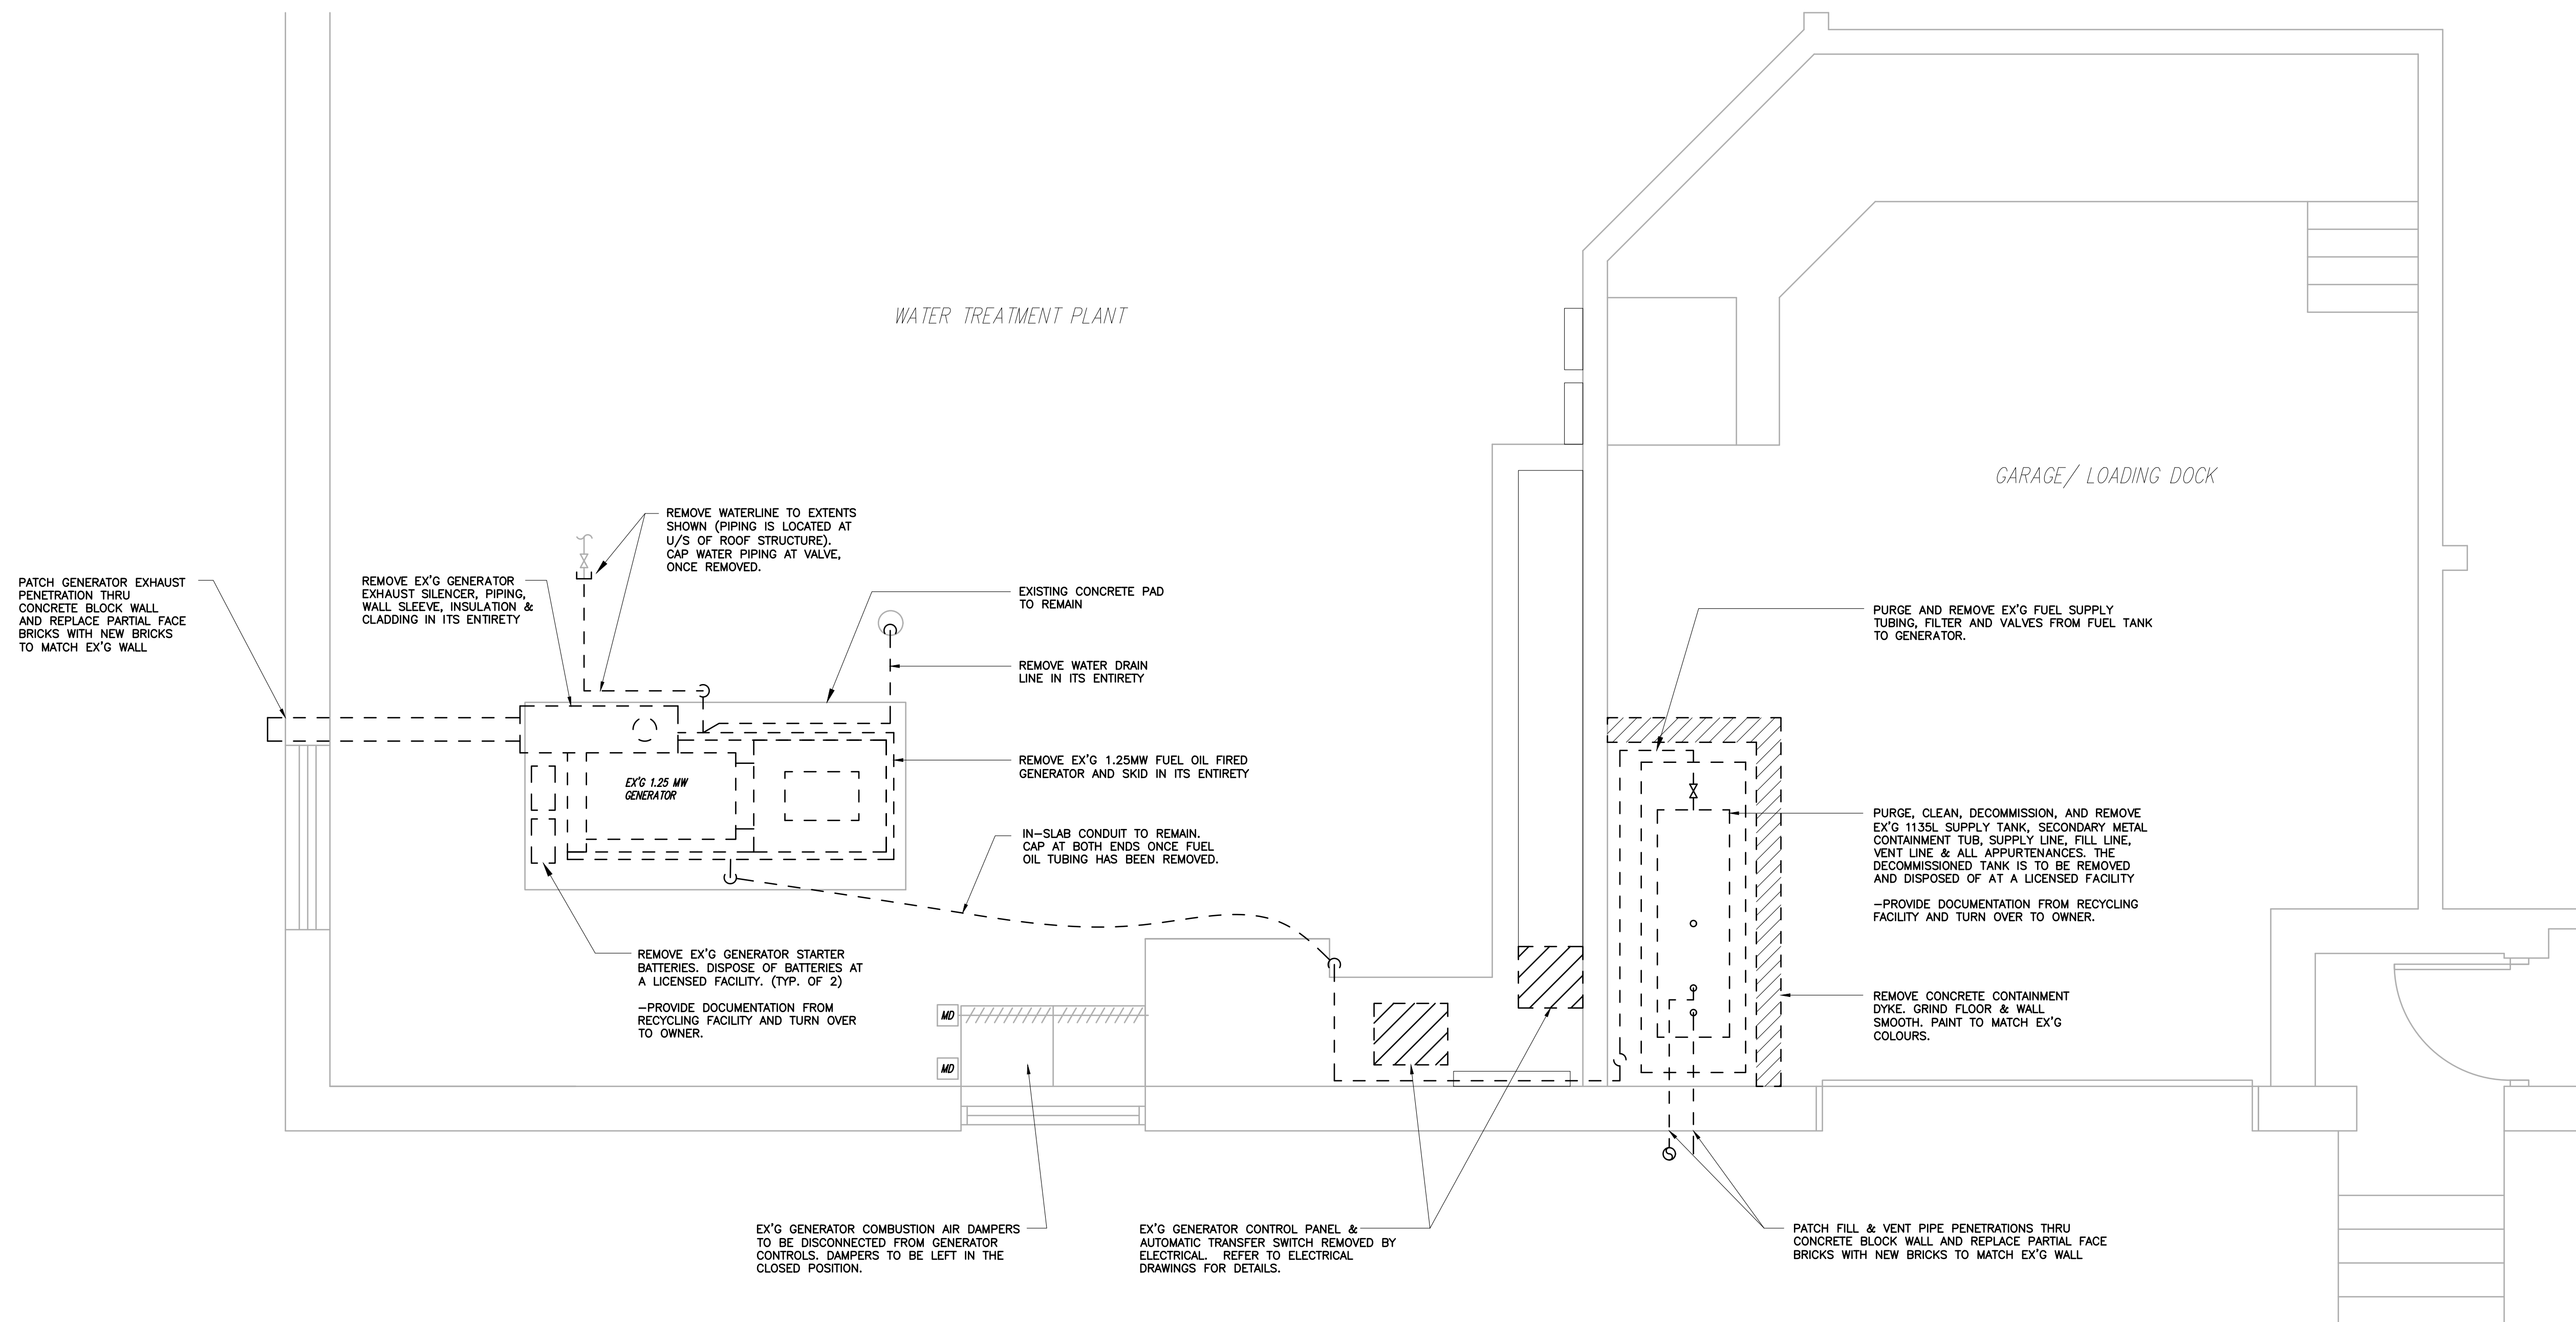 WATER TREATMENT PLANT
GARAGE/ LOADING DOCK
REMOVE WATERLINE TO EXTENTS
SHOWN (PIPING IS LOCATED AT
U/S OF ROOF STRUCTURE).
CAP WATER PIPING AT VALVE,
ONCE REMOVED.
PATCH GENERATOR EXHAUST
PENETRATION THRU
CONCRETE BLOCK WALL
AND REPLACE PARTIAL FACE
BRICKS WITH NEW BRICKS
TO MATCH EX'G WALL
REMOVE EX'G GENERATOR
EXHAUST SILENCER, PIPING,
WALL SLEEVE, INSULATION &
CLADDING IN ITS ENTIRETY
EXISTING CONCRETE PAD
TO REMAIN
REMOVE WATER DRAIN
LINE IN ITS ENTIRETY
PURGE AND REMOVE EX'G FUEL SUPPLY
TUBING, FILTER AND VALVES FROM FUEL TANK
TO GENERATOR.
REMOVE EX'G 1.25MW FUEL OIL FIRED
GENERATOR AND SKID IN ITS ENTIRETY
EX'G 1.25 MW
GENERATOR
IN-SLAB CONDUIT TO REMAIN.
CAP AT BOTH ENDS ONCE FUEL
OIL TUBING HAS BEEN REMOVED.
PURGE, CLEAN, DECOMMISSION, AND REMOVE
EX'G 1135L SUPPLY TANK, SECONDARY METAL
CONTAINMENT TUB, SUPPLY LINE, FILL LINE,
VENT LINE & ALL APPURTENANCES. THE
DECOMMISSIONED TANK IS TO BE REMOVED
AND DISPOSED OF AT A LICENSED FACILITY
-PROVIDE DOCUMENTATION FROM RECYCLING
FACILITY AND TURN OVER TO OWNER.
REMOVE EX'G GENERATOR STARTER
BATTERIES. DISPOSE OF BATTERIES AT
A LICENSED FACILITY. (TYP. OF 2)
-PROVIDE DOCUMENTATION FROM
RECYCLING FACILITY AND TURN OVER
TO OWNER.
MD
MD
REMOVE CONCRETE CONTAINMENT
DYKE. GRIND FLOOR & WALL
SMOOTH. PAINT TO MATCH EX'G
COLOURS.
EX'G GENERATOR COMBUSTION AIR DAMPERS
TO BE DISCONNECTED FROM GENERATOR
CONTROLS. DAMPERS TO BE LEFT IN THE
CLOSED POSITION.
EX'G GENERATOR CONTROL PANEL &
AUTOMATIC TRANSFER SWITCH REMOVED BY
ELECTRICAL. REFER TO ELECTRICAL
DRAWINGS FOR DETAILS.
PATCH FILL & VENT PIPE PENETRATIONS THRU
CONCRETE BLOCK WALL AND REPLACE PARTIAL FACE
BRICKS WITH NEW BRICKS TO MATCH EX'G WALL